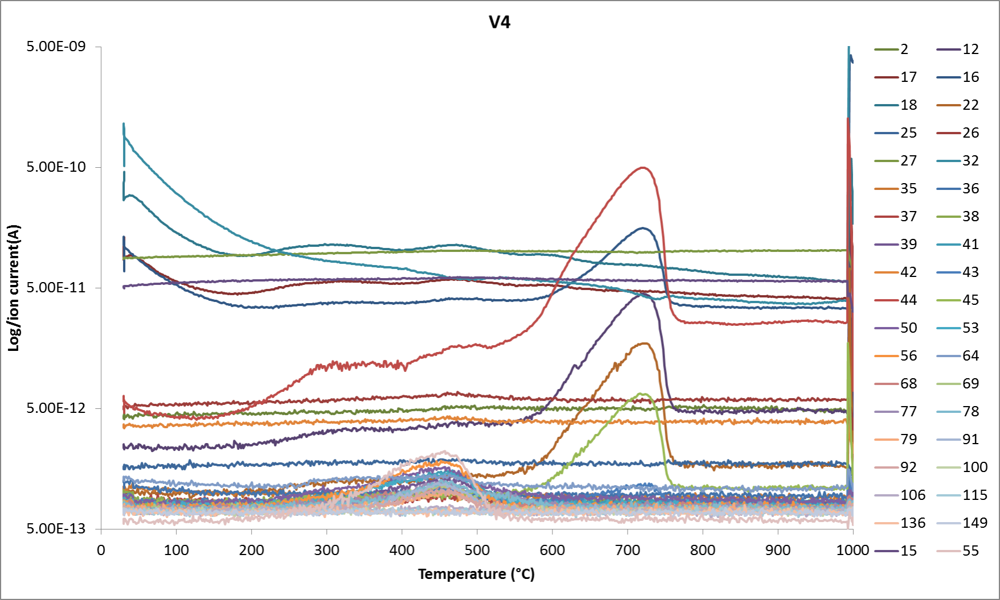 V4
5.00E-09
5.00E-10
5.00E-11
5.00E-12
5.00E-13
Log/ion current(A)
0 100 200 300 400 500 600 700 800 900 1000
Temperature (°C)
2 12
17 16
18 22
25 26
27 32
35 36
37 38
39 41
42 43
44 45
50 53
56 64
68 69
77 78
79 91
92 100
106 115
136 149
15 55